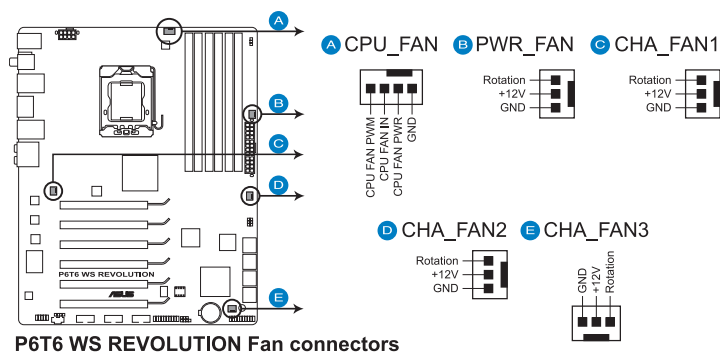 A
B
C
D
E
P6T6 WS REVOLUTION
ASUS
A CPU_FAN
CPU FAN PWM
CPU FAN IN
CPU FAN PWR
GND
B PWR_FAN
Rotation
+12V
GND
C CHA_FAN1
Rotation
+12V
GND
D CHA_FAN2
Rotation
+12V
GND
E CHA_FAN3
GND
+12V
Rotation
P6T6 WS REVOLUTION Fan connectors